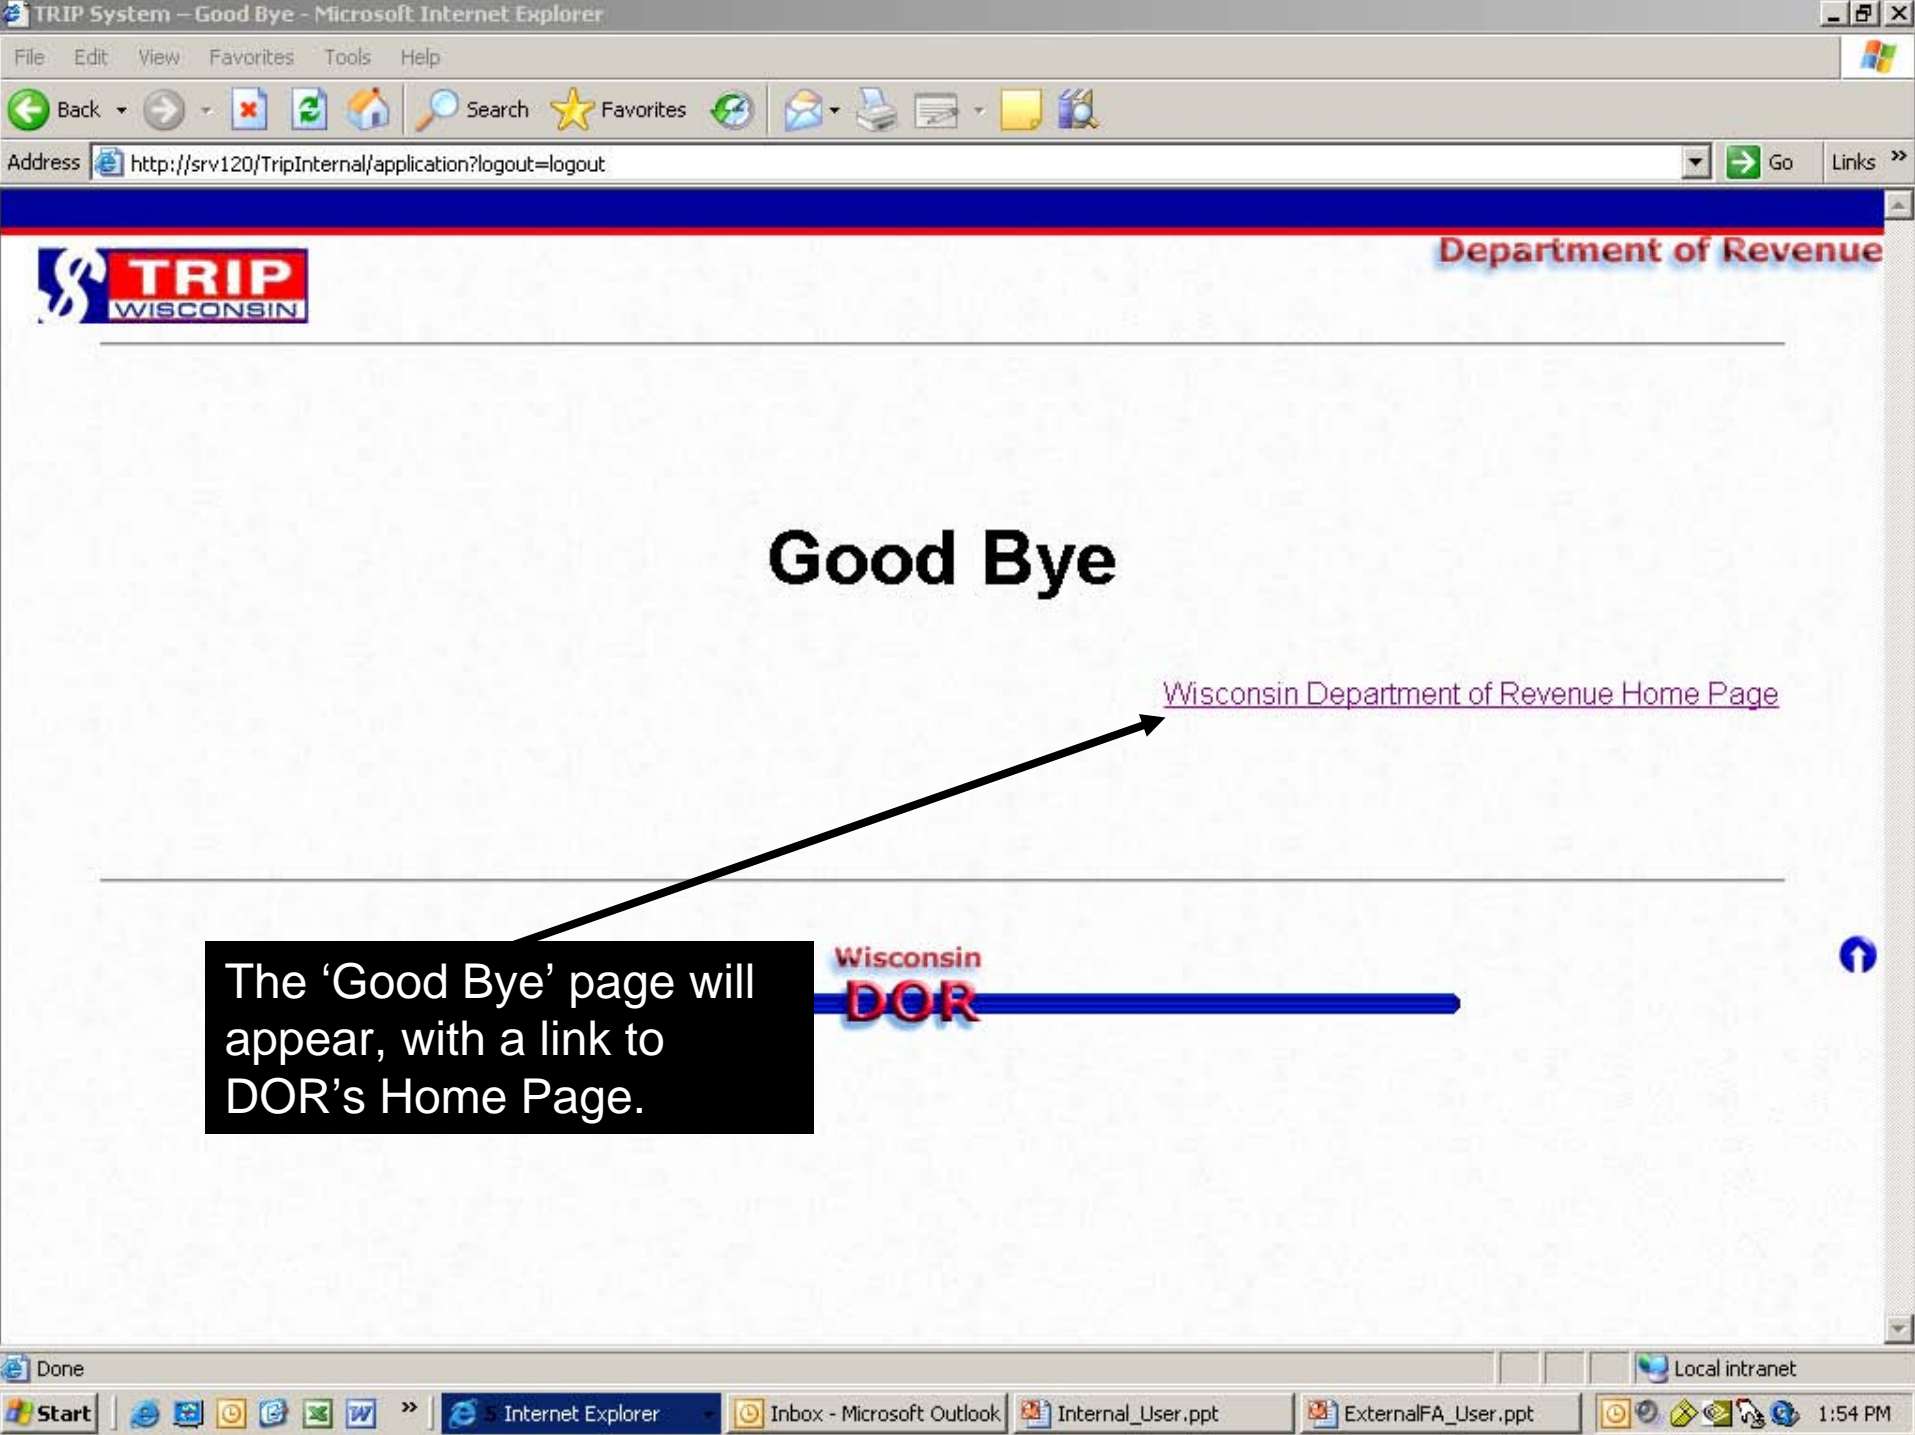 TRIP System – Good Bye - Microsoft Internet Explorer
File Edit View Favorites Tools Help
Back Search Favorites
Address http://srv120/TripInternal/application?logout=logout Go Links »
Department of Revenue
TRIP
WISCONSIN
Good Bye
Wisconsin Department of Revenue Home Page
The ‘Good Bye’ page will
appear, with a link to
DOR’s Home Page.
Wisconsin
DOR
Done Local intranet
Start » 5 Internet Explorer Inbox - Microsoft Outlook Internal_User.ppt ExternalFA_User.ppt 1:54 PM